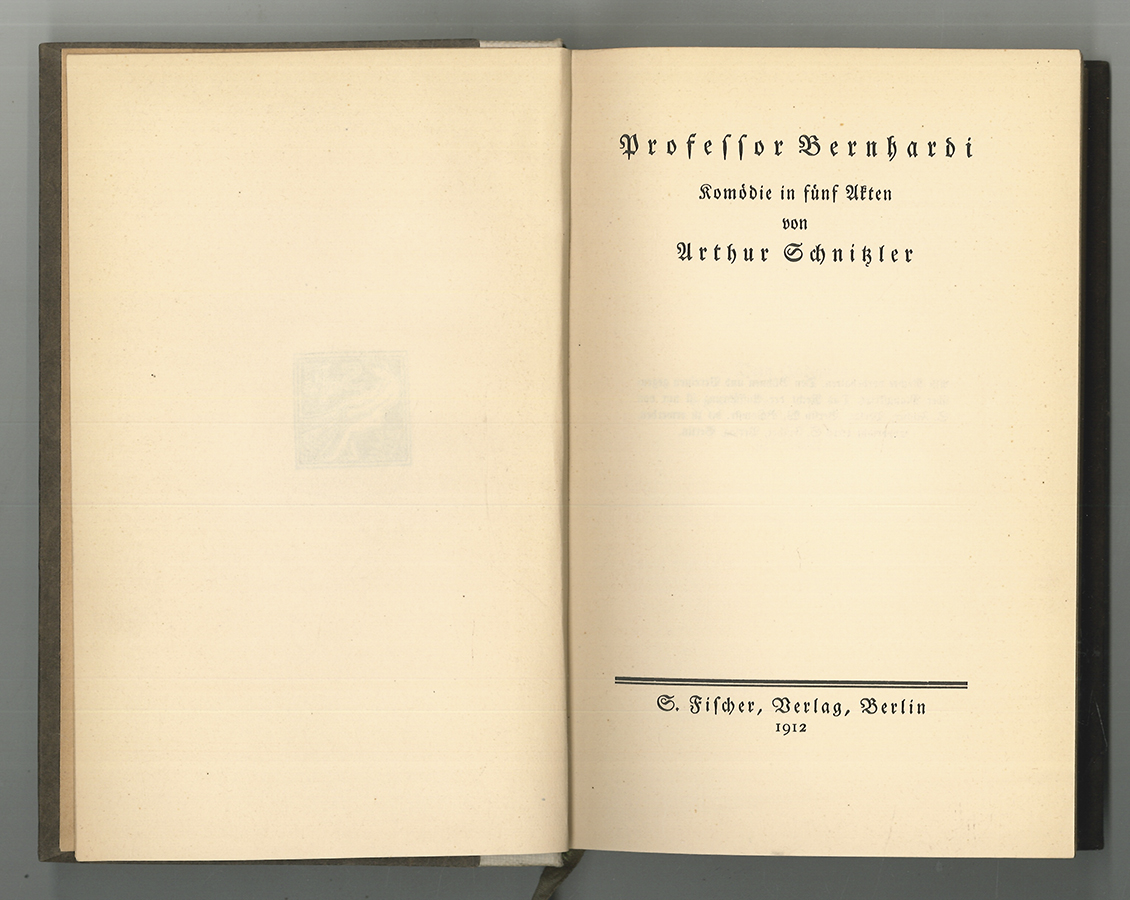 Professor Bernhardi
Komödie in fünf Akten
von
Arthur Schnitzler
S. Fischer, Verlag, Berlin
1912